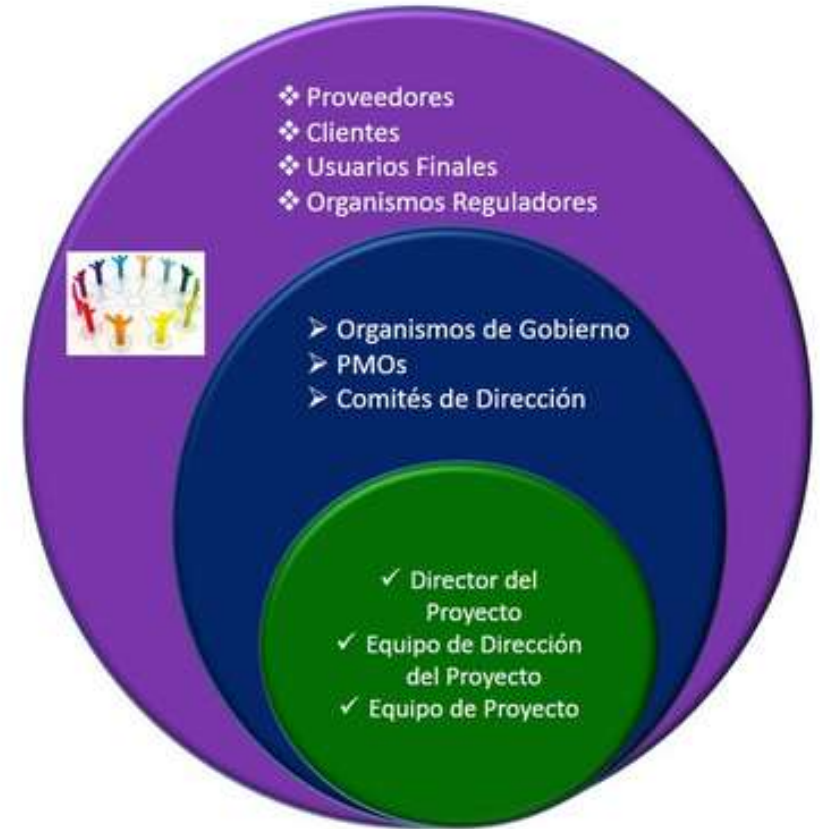 ❖ Proveedores
❖ Clientes
❖ Usuarios Finales
❖ Organismos Reguladores
➢ Organismos de Gobierno
➢ PMOs
➢ Comités de Dirección
✓ Director del
Proyecto
✓ Equipo de Dirección
del Proyecto
✓ Equipo de Proyecto